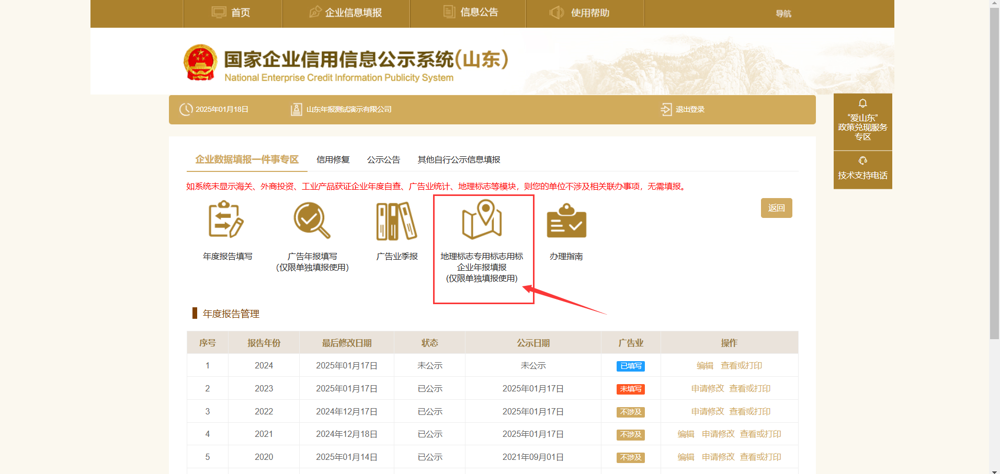 首页 企业信息填报 信息公告 使用帮助 导航
国家企业信用信息公示系统(山东)
National Enterprise Credit Information Publicity System
2025年01月18日 山东年报测试演示有限公司 退出登录
“爱山东”
政策兑现服务
专区
技术支持电话
企业数据填报一件事专区 信用修复 公示公告 其他自行公示信息填报
如系统未显示海关、外商投资、工业产品获证企业年度自查、广告业统计、地理标志等模块，则您的单位不涉及相关联办事项，无需填报。
返回
年度报告填写
广告年报填写
(仅限单独填报使用)
广告业季报
地理标志专用标志用标
企业年报填报
(仅限单独填报使用)
办理指南
年度报告管理
序号 报告年份 最后修改日期 状态 公示日期 广告业 操作
1 2024 2025年01月17日 未公示 未公示 已填写 编辑 查看或打印
2 2023 2025年01月17日 已公示 2025年01月17日 未填写 申请修改 查看或打印
3 2022 2024年12月17日 已公示 2025年01月17日 不涉及 申请修改 查看或打印
4 2021 2024年12月18日 已公示 2025年01月17日 不涉及 编辑 申请修改 查看或打印
5 2020 2025年01月14日 已公示 2021年09月01日 不涉及 编辑 申请修改 查看或打印